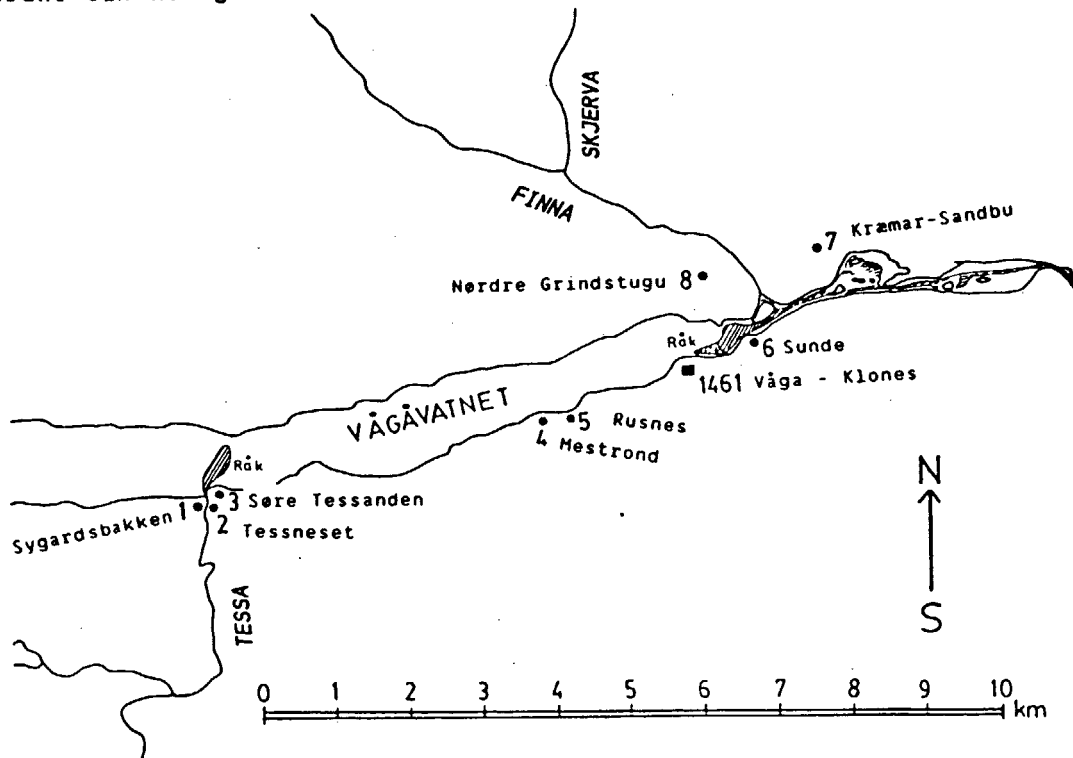 SKJERVA
FINNA
7 Kræmar-Sandbu
Nørdre Grindstugu 8
Råk
6 Sunde
1461 Våga - Klones
VÅGÅVATNET
5 Rusnes
4 Mestrond
Råk
3 Søre Tessanden
Sygardsbakken 1
2 Tessneset
TESSA
N
S
0 1 2 3 4 5 6 7 8 9 10
km